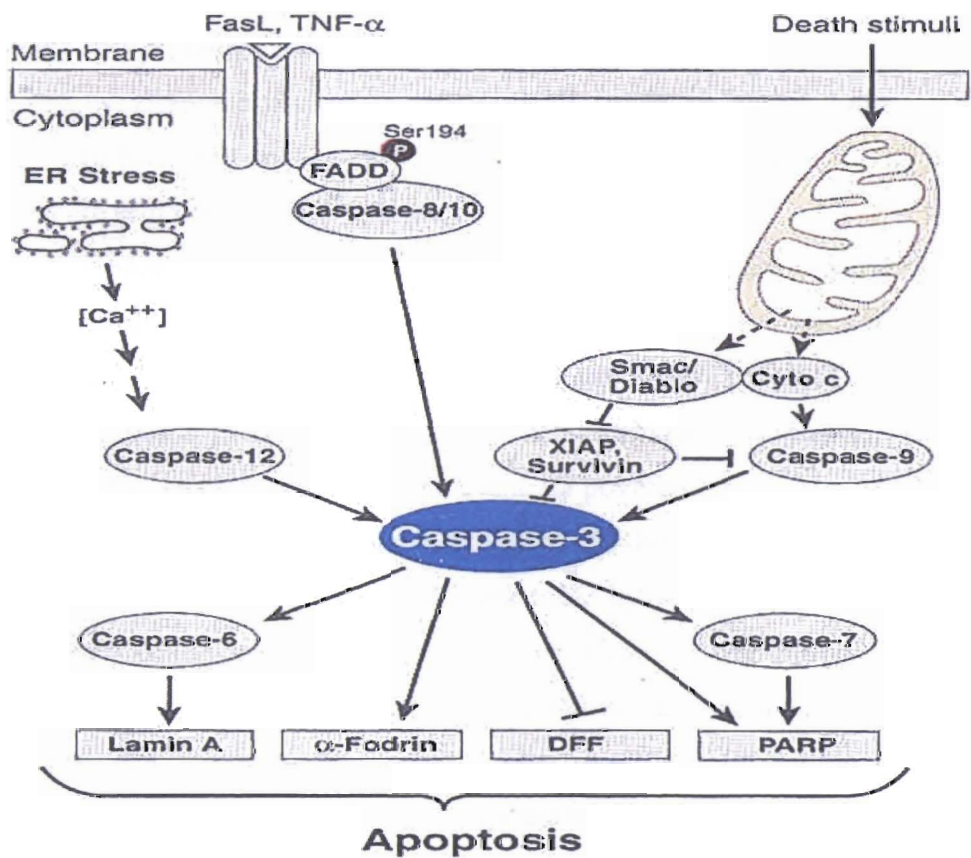 FasL, TNF-α
Death stimuli
Membrane
Cytoplasm
Ser194
P
FADD
ER Stress
Caspase-8/10
[Ca++]
Smac/
Diablo
Cyto c
Caspase-12
XIAP,
Survivin
Caspase-9
Caspase-3
Caspase-6
Caspase-7
Lamin A
α-Fodrin
DFF
PARP
Apoptosis